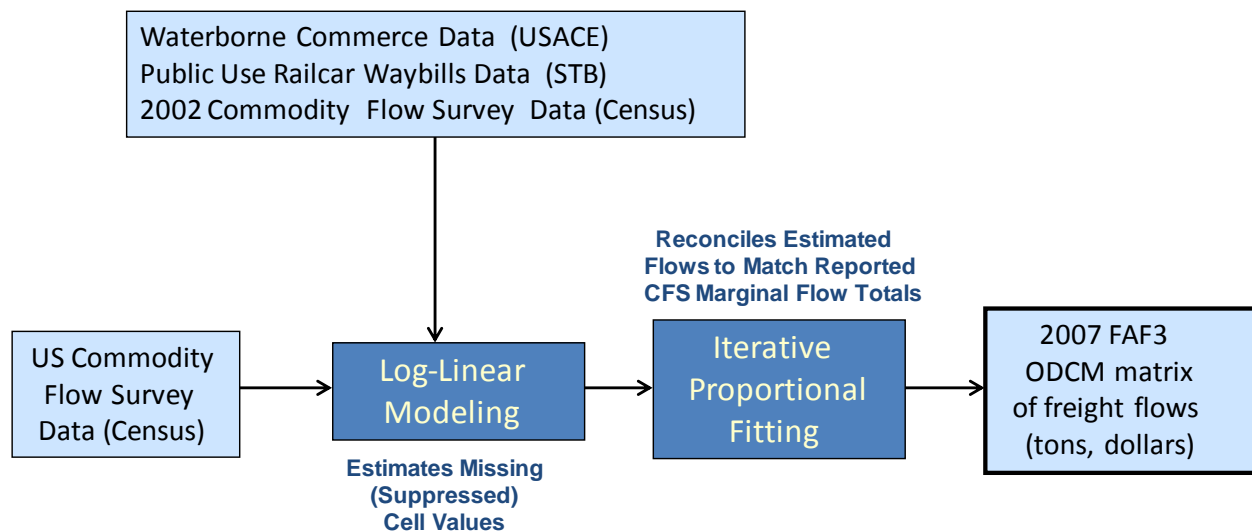 Waterborne Commerce Data (USACE)
Public Use Railcar Waybills Data (STB)
2002 Commodity Flow Survey Data (Census)
Reconciles Estimated
Flows to Match Reported
CFS Marginal Flow Totals
US Commodity
Flow Survey
Data (Census)
Log-Linear
Modeling
Iterative
Proportional
Fitting
2007 FAF3
ODCM matrix
of freight flows
(tons, dollars)
Estimates Missing
(Suppressed)
Cell Values